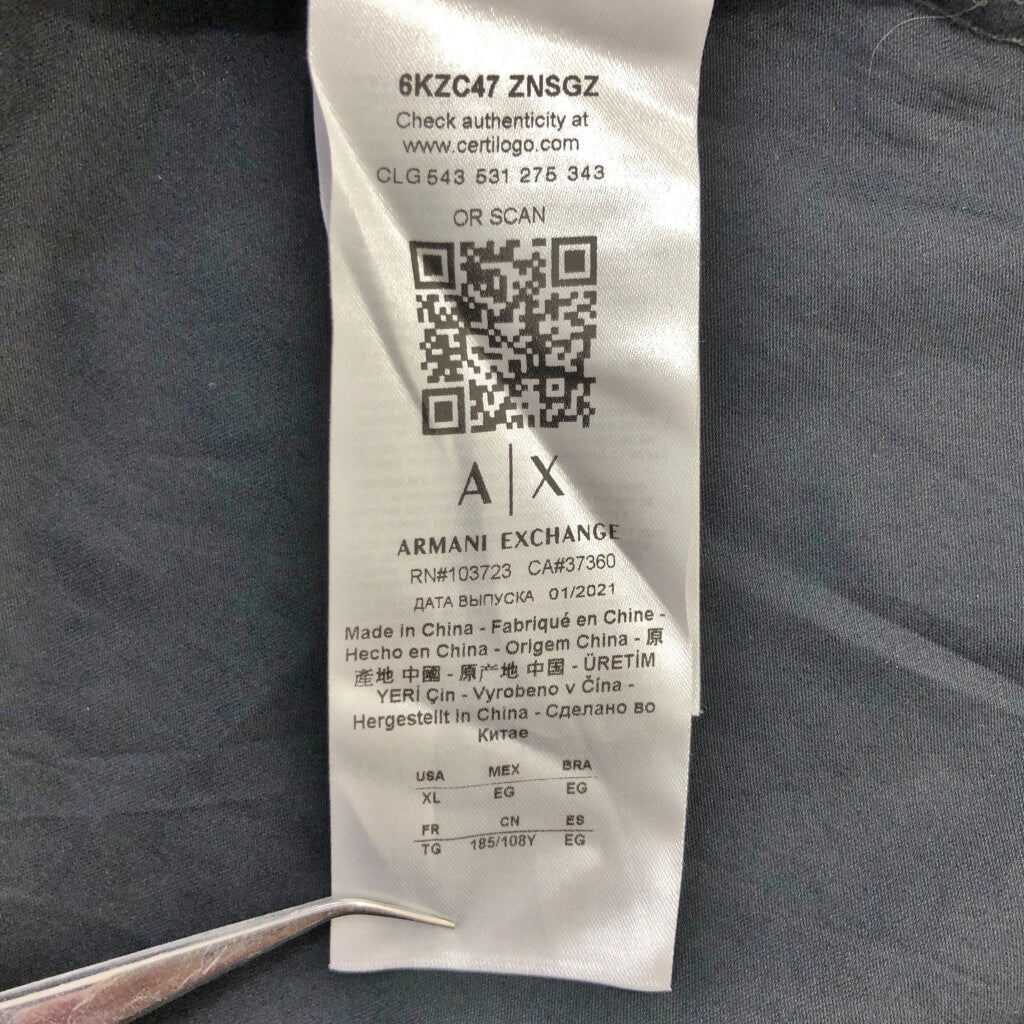 6KZC47 ZNSGZ
Check authenticity at
www.certilogo.com
CLG 543 531 275 343
OR SCAN
A|X
ARMANI EXCHANGE
RN#103723 CA#37360
ДАТА ВЫПУСКА 01/2021
Made in China - Fabriqué en Chine -
Hecho en China - Origem China - 原
產地 中國 - 原产地 中国 - ÜRETİM
YERİ Çin - Vyrobeno v Čína -
Hergestellt in China - Сделано во
Китае
USA MEX BRA
XL EG EG
FR CN ES
TG 185/108Y EG